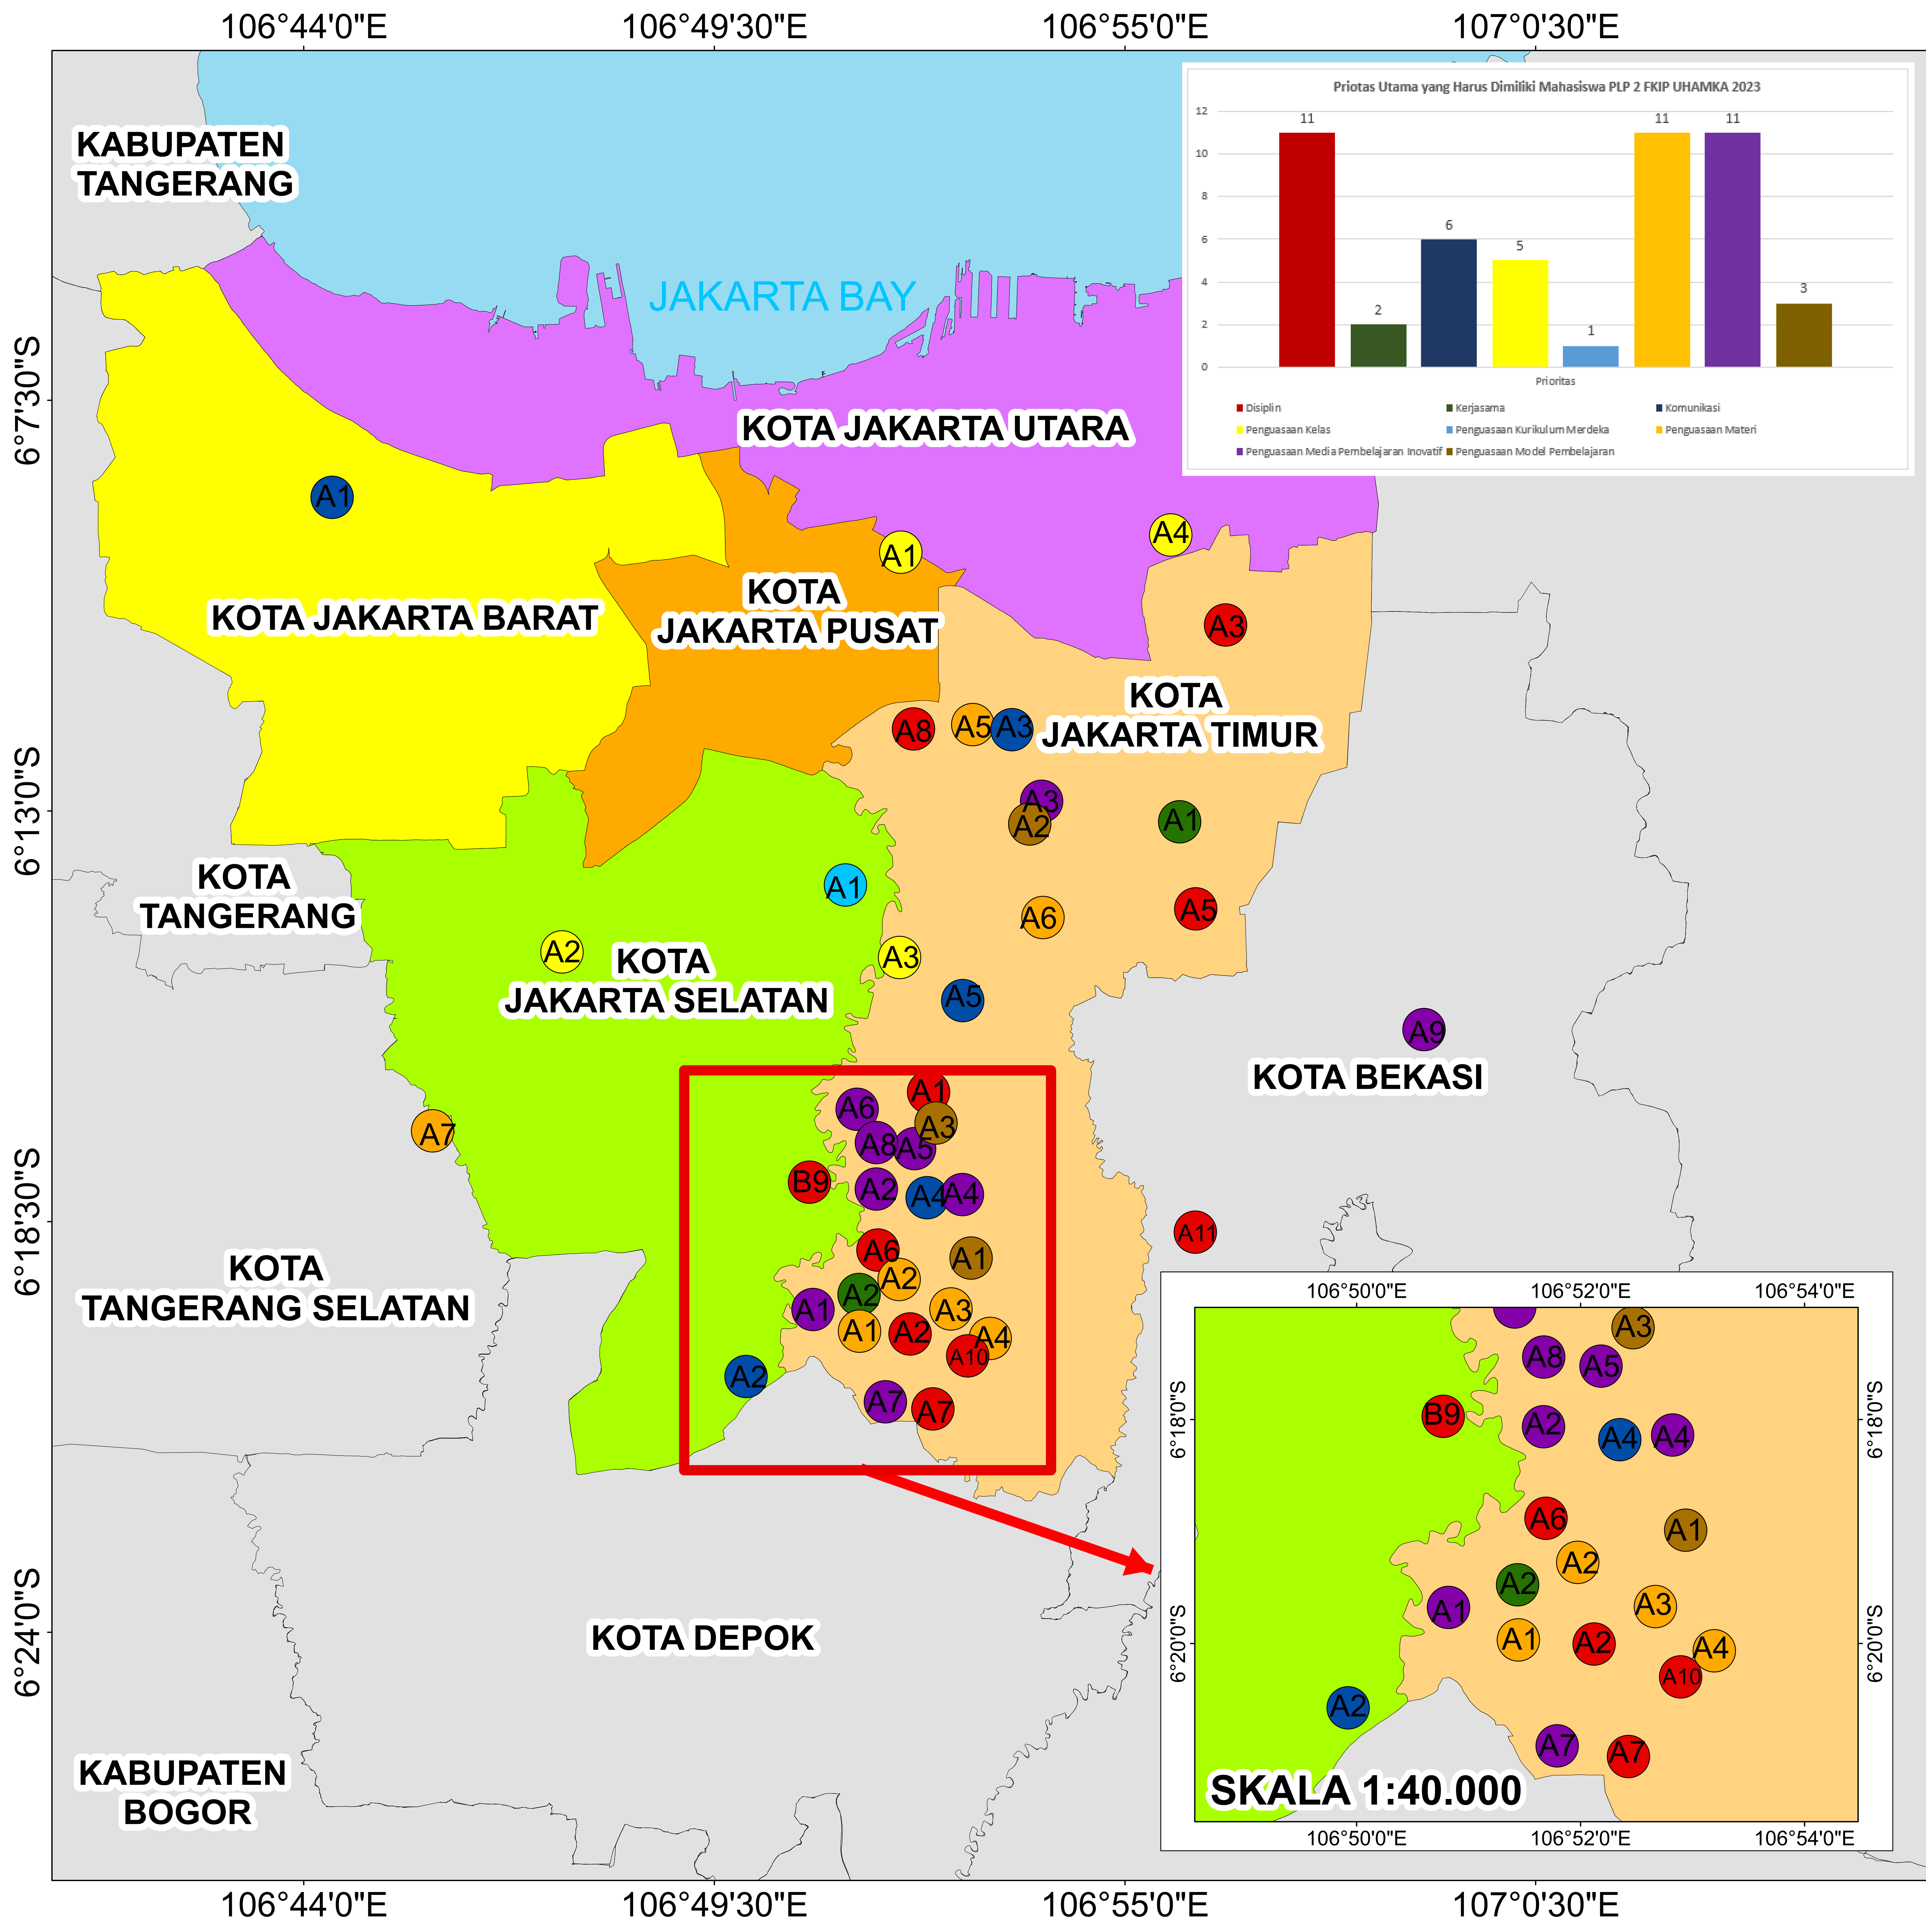 106°44'0"E
106°49'30"E
106°55'0"E
107°0'30"E
Priotas Utama yang Harus Dimiliki Mahasiswa PLP 2 FKIP UHAMKA 2023
12
10
8
6
4
2
0
11
2
6
5
1
11
11
3
Prioritas
Disiplin
Kerjasama
Komunikasi
Penguasaan Kelas
Penguasaan Kurikulum Merdeka
Penguasaan Materi
Penguasaan Media Pembelajaran Inovatif
Penguasaan Model Pembelajaran
KABUPATEN
TANGERANG
JAKARTA BAY
6°7'30"S
KOTA JAKARTA UTARA
A1
A4
A1
KOTA JAKARTA BARAT
KOTA
JAKARTA PUSAT
A3
KOTA
JAKARTA TIMUR
A8
A5
A3
6°13'0"S
A3
A2
A1
KOTA
TANGERANG
A1
A6
A5
A2
A3
KOTA
JAKARTA SELATAN
A5
A9
KOTA BEKASI
A1
A6
A3
A7
A8
A5
B9
A2
A4
A4
6°18'30"S
A11
A6
A1
KOTA
TANGERANG SELATAN
A2
A2
A1
A3
A1
A2
A4
A10
A2
A7
A7
106°50'0"E
106°52'0"E
106°54'0"E
A3
A8
A5
6°18'0"S
B9
A2
A4
A4
6°18'0"S
A6
A1
A2
A2
A1
A3
6°20'0"S
A1
A2
A4
6°20'0"S
A10
A2
A7
A7
SKALA 1:40.000
106°50'0"E
106°52'0"E
106°54'0"E
6°24'0"S
KOTA DEPOK
KABUPATEN
BOGOR
106°44'0"E
106°49'30"E
106°55'0"E
107°0'30"E